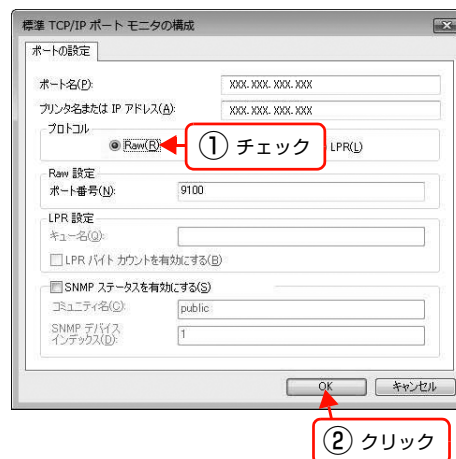 標準 TCP/IP ポート モニタの構成
ポートの設定
ポート名(P): XXX.XXX.XXX.XXX
プリンタ名または IP アドレス(A): XXX.XXX.XXX.XXX
プロトコル
Raw(R) ① チェック LPR(L)
Raw 設定
ポート番号(N): 9100
LPR 設定
キュー名(Q):
LPR バイト カウントを有効にする(B)
SNMP ステータスを有効にする(S)
コミュニティ名(C): public
SNMP デバイス
インデックス(D): 1
OK キャンセル
② クリック